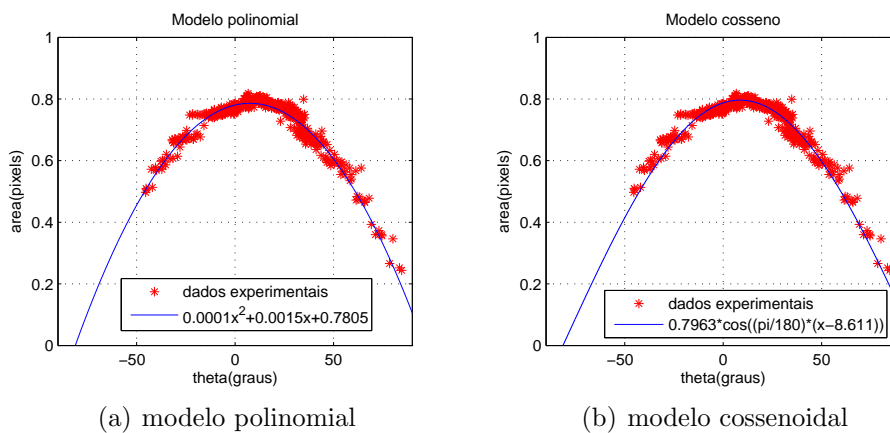 Modelo polinomial
1
0.8
0.6
0.4
0.2
0
area(pixels)
−50
0
50
theta(graus)
dados experimentais
0.0001x²+0.0015x+0.7805
(a) modelo polinomial
Modelo cosseno
1
0.8
0.6
0.4
0.2
0
area(pixels)
−50
0
50
theta(graus)
dados experimentais
0.7963*cos((pi/180)*(x−8.611))
(b) modelo cossenoidal